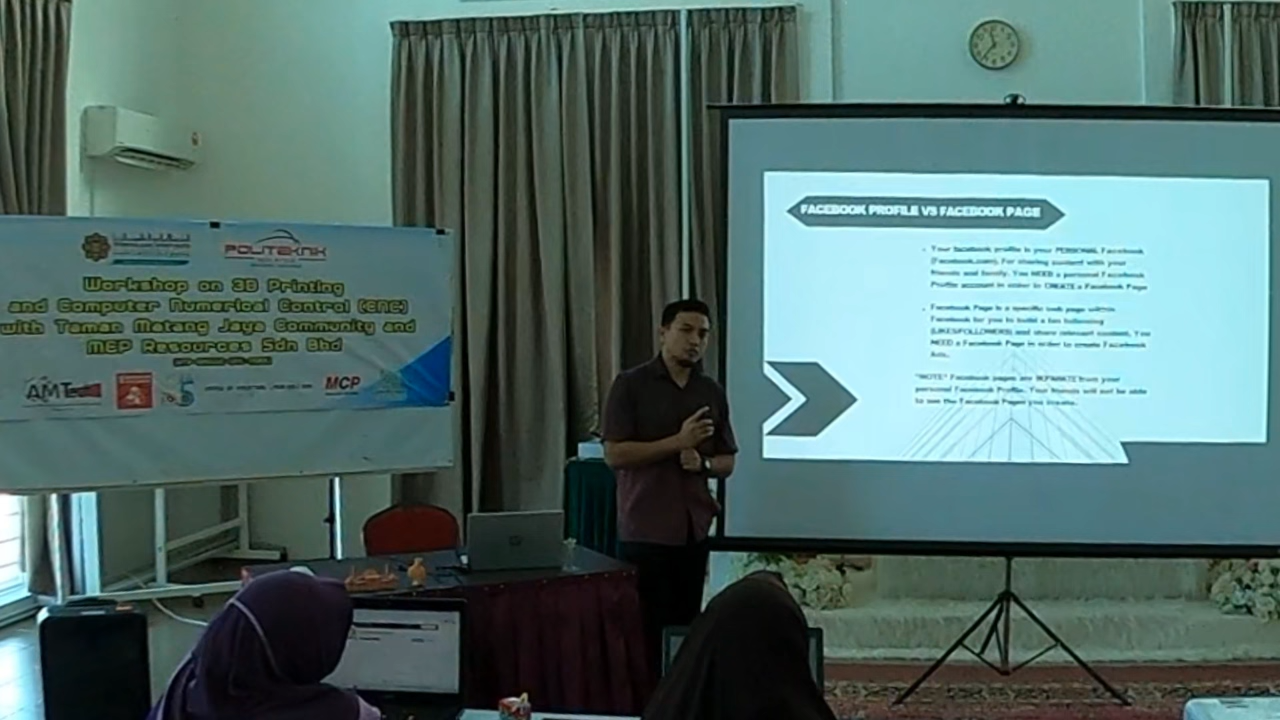 POLITEKNIK
Workshop on 3D Printing
and Computer Numerical Control (CNC)
with Taman Matang Jaya Community and
MEP Resources Sdn Bhd
AMTech
MCP
FACEBOOK PROFILE VS FACEBOOK PAGE
Your facebook profile is your PERSONAL Facebook
(Facebook.com). For sharing content with your
friends and family. You NEED a personal Facebook
Profile account in order to CREATE a Facebook Page
Facebook Page is a specific web page within
Facebook for you to build a fan following
(LIKES/FOLLOWERS) and share relevant content. You
NEED a Facebook Page in order to create Facebook
Ads.
*NOTE* Facebook pages are SEPARATE from your
personal Facebook Profile. Your friends will not be able
to see the Facebook Pages you create.